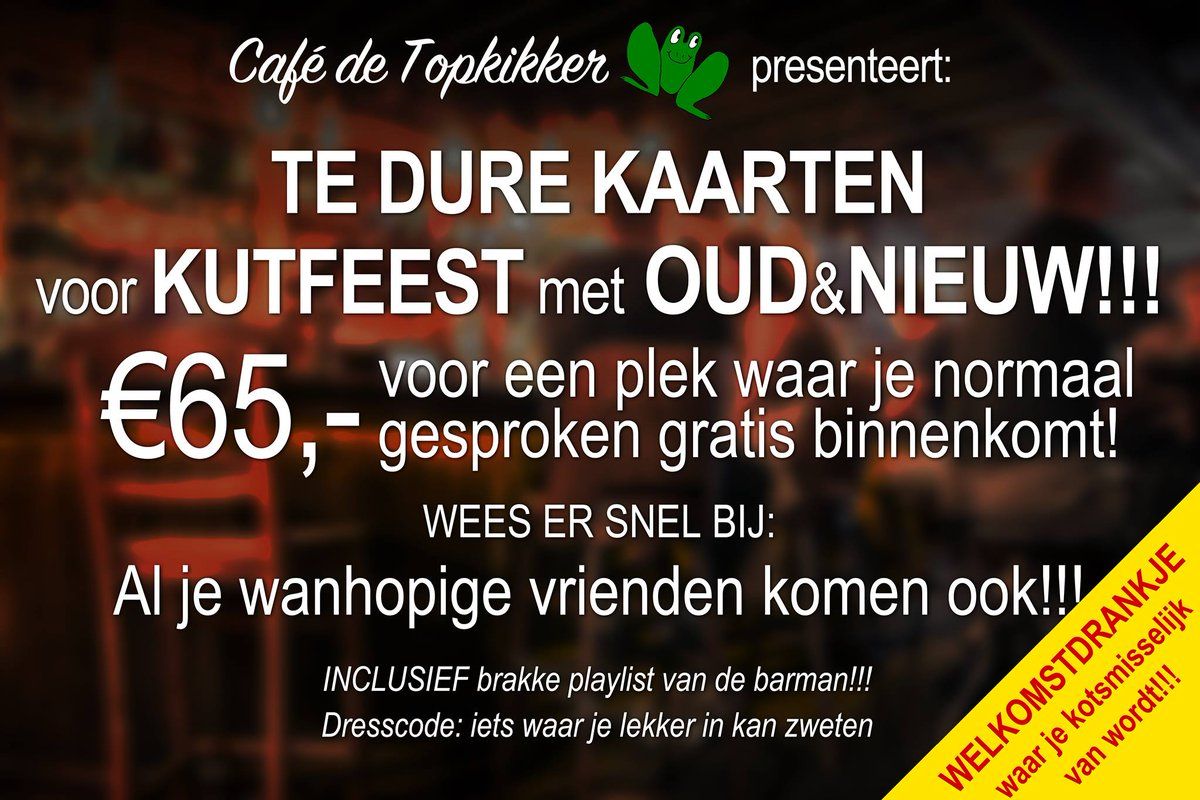 Café de Topkikker presenteert:
TE DURE KAARTEN
voor KUTFEEST met OUD&NIEUW!!!
€65,- voor een plek waar je normaal
gesproken gratis binnenkomt!
WEES ER SNEL BIJ:
Al je wanhopige vrienden komen ook!!!
INCLUSIEF brakke playlist van de barman!!!
Dresscode: iets waar je lekker in kan zweten
WELKOMSTDRANKJE
waar je kotsmisselijk
van wordt!!!